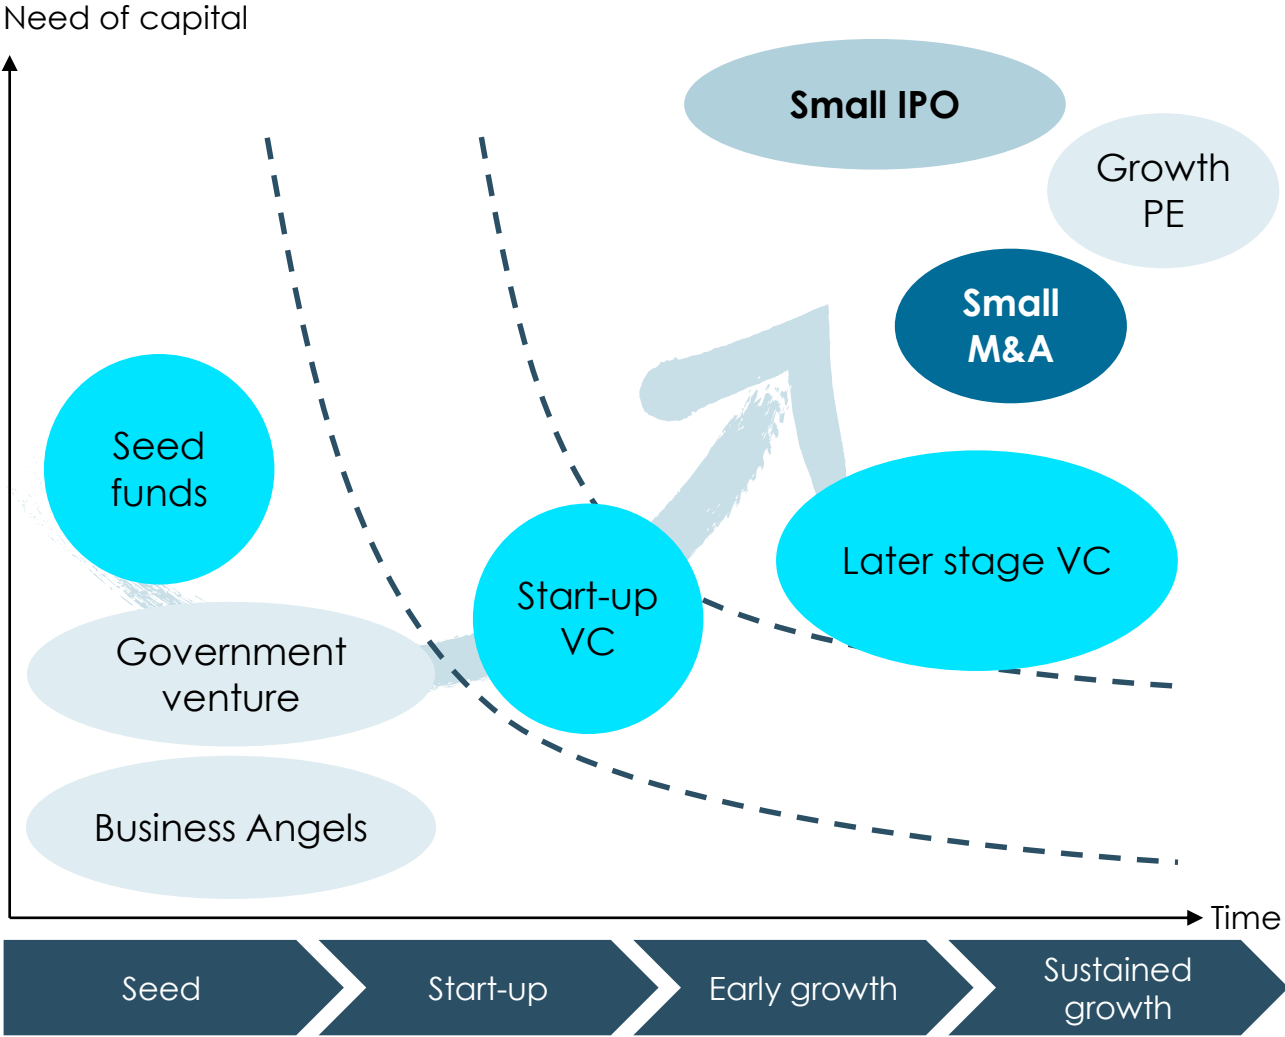 Need of capital
Small IPO
Growth
PE
Small
M&A
Seed
funds
Later stage VC
Start-up
VC
Government
venture
Business Angels
Time
Seed
Start-up
Early growth
Sustained
growth